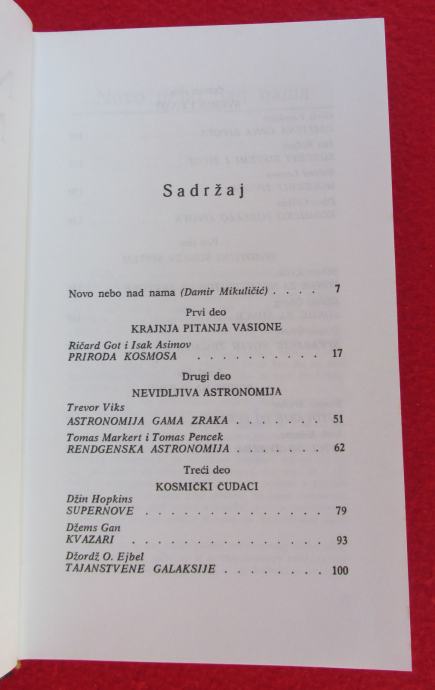 Sadržaj
Novo nebo nad nama (Damir Mikuličić) . . . . 7
Prvi deo
KRAJNJA PITANJA VASIONE
Ričard Got i Isak Asimov
PRIRODA KOSMOSA . . . . . . . . . . 17
Drugi deo
NEVIDLJIVA ASTRONOMIJA
Trevor Viks
ASTRONOMIJA GAMA ZRAKA . . . . . . . 51
Tomas Markert i Tomas Pencek
RENDGENSKA ASTRONOMIJA . . . . . . . 62
Treći deo
KOSMIČKI ČUDACI
Džin Hopkins
SUPERNOVE . . . . . . . . . . . . . . . 79
Džems Gan
KVAZARI . . . . . . . . . . . . . . . . 93
Džordž O. Ejbel
TAJANSTVENE GALAKSIJE . . . . . . . . 100